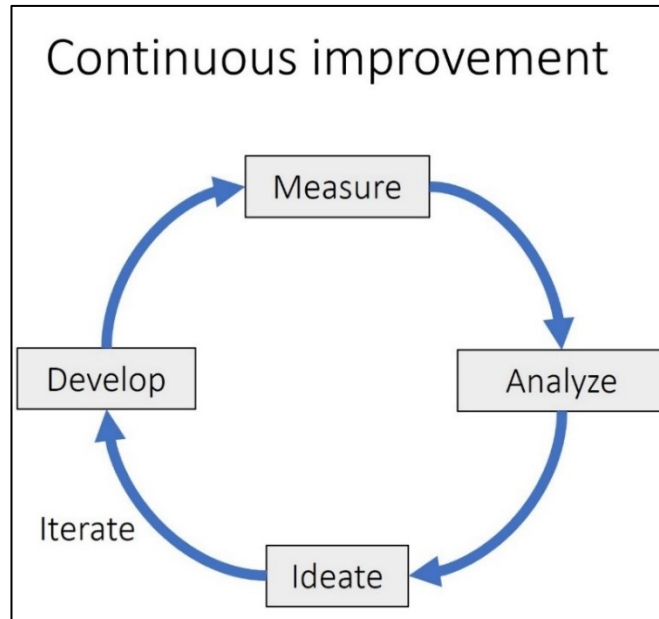 Continuous improvement
Measure
Develop
Analyze
Iterate
Ideate